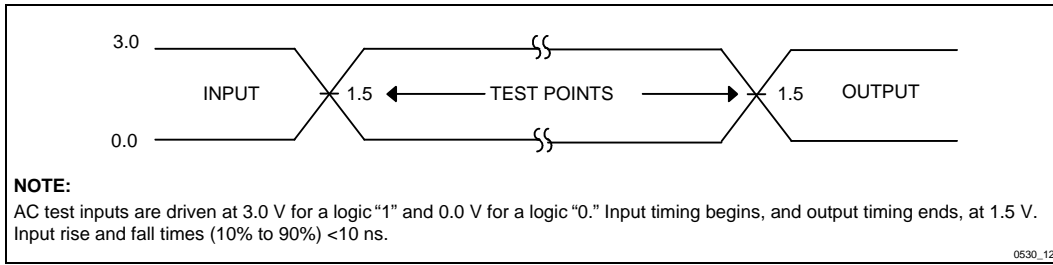 3.0
INPUT 1.5 TEST POINTS 1.5 OUTPUT
0.0
NOTE:
AC test inputs are driven at 3.0 V for a logic “1” and 0.0 V for a logic “0.” Input timing begins, and output timing ends, at 1.5 V.
Input rise and fall times (10% to 90%) <10 ns.
0530_12